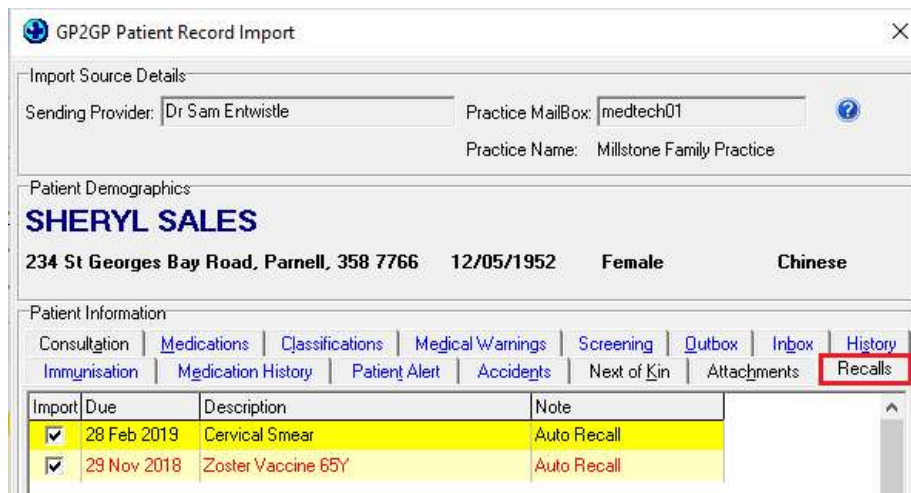 GP2GP Patient Record Import
Import Source Details
Sending Provider: Dr Sam Entwistle Practice MailBox: medtech01
Practice Name: Millstone Family Practice
Patient Demographics
SHERYL SALES
234 St Georges Bay Road, Parnell, 358 7766 12/05/1952 Female Chinese
Patient Information
Consultation Medications Classifications Medical Warnings Screening Outbox Inbox History
Immunisation Medication History Patient Alert Accidents Next of Kin Attachments Recalls
Import Due Description Note
28 Feb 2019 Cervical Smear Auto Recall
29 Nov 2018 Zoster Vaccine 65Y Auto Recall